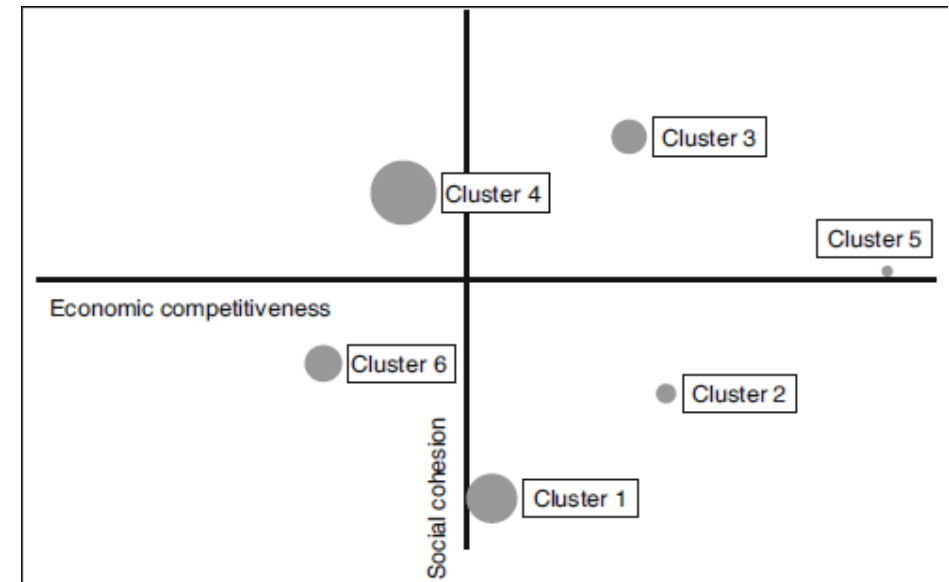 Cluster 3
Cluster 4
Cluster 5
Economic competitiveness
Cluster 6
Cluster 2
Social cohesion
Cluster 1